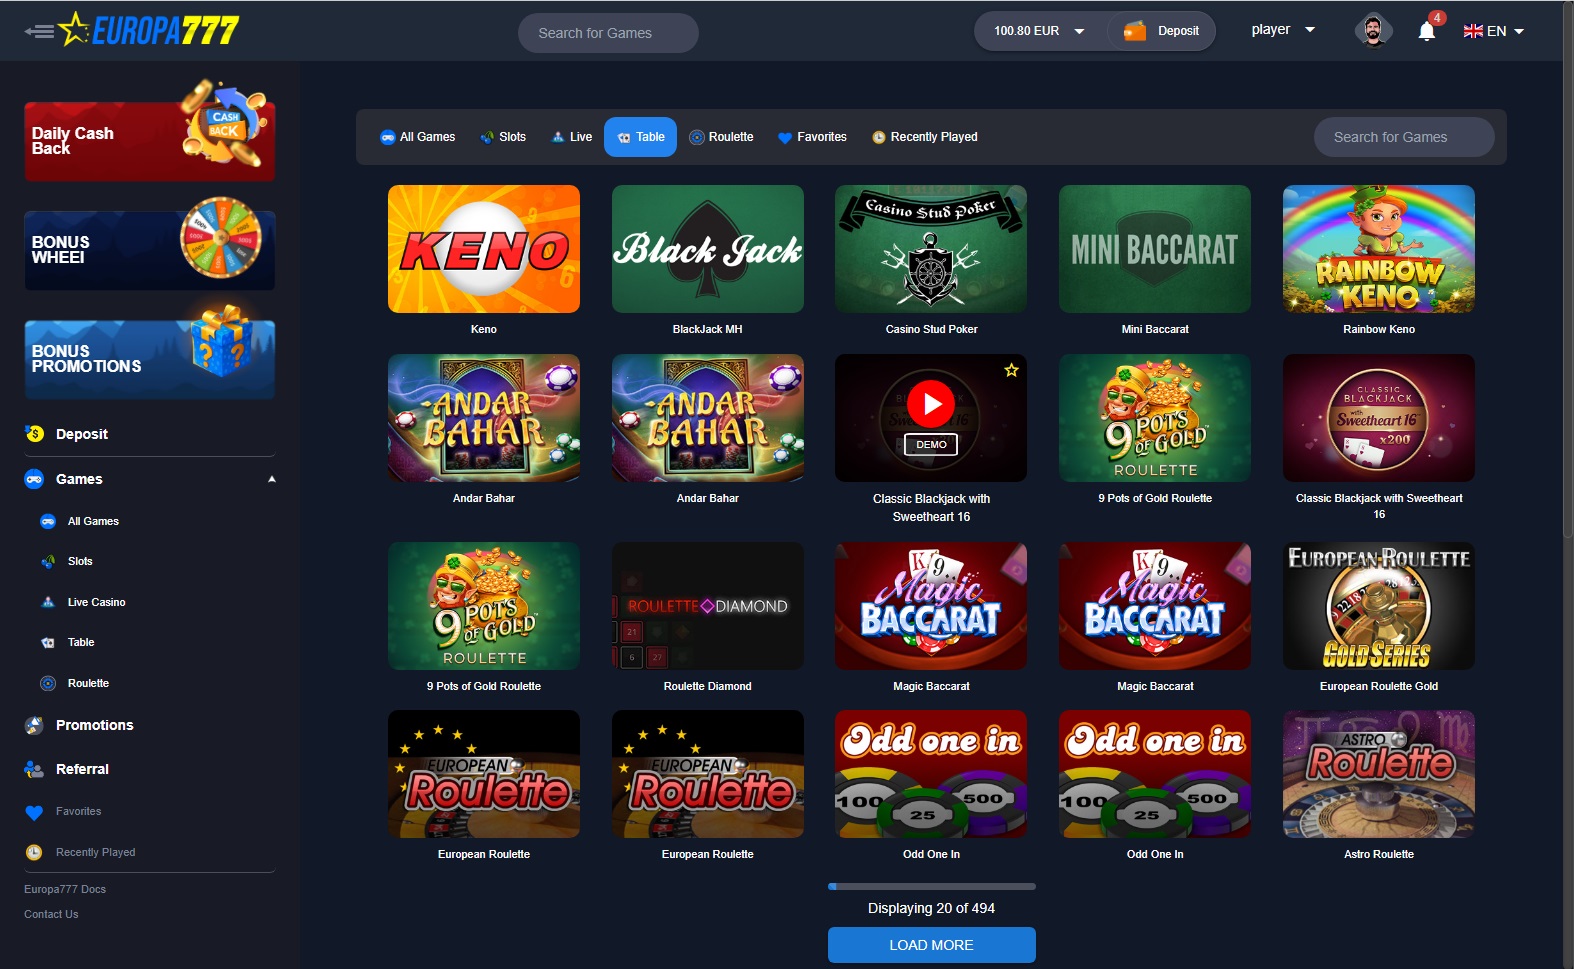 EUROPA777
Search for Games
100.80 EUR
Deposit
player
4
EN
Daily Cash
Back
CASH
BACK
BONUS
WHEEl
BONUS
PROMOTIONS
Deposit
Games
All Games
Slots
Live Casino
Table
Roulette
Promotions
Referral
Favorites
Recently Played
Europa777 Docs
Contact Us
All Games
Slots
Live
Table
Roulette
Favorites
Recently Played
Search for Games
KENO
Black Jack
Casino Stud Poker
MINI BACCARAT
RAINBOW
KENO
Keno
BlackJack MH
Casino Stud Poker
Mini Baccarat
Rainbow Keno
ANDAR
BAHAR
ANDAR
BAHAR
DEMO
9 POTS
OF GOLD
ROULETTE
CLASSIC
BLACKJACK
with
Sweetheart 16
x200
Andar Bahar
Andar Bahar
Classic Blackjack with
Sweetheart 16
9 Pots of Gold Roulette
Classic Blackjack with Sweetheart
16
9 POTS
OF GOLD
ROULETTE
ROULETTE DIAMOND
21
6
27
K 9
Magic
BACCARAT
K 9
Magic
BACCARAT
EUROPEAN ROULETTE
GOLD SERIES
9 Pots of Gold Roulette
Roulette Diamond
Magic Baccarat
Magic Baccarat
European Roulette Gold
EUROPEAN
Roulette
EUROPEAN
Roulette
Odd one in
100
500
25
Odd one in
100
500
25
ASTRO
Roulette
European Roulette
European Roulette
Odd One In
Odd One In
Astro Roulette
Displaying 20 of 494
LOAD MORE